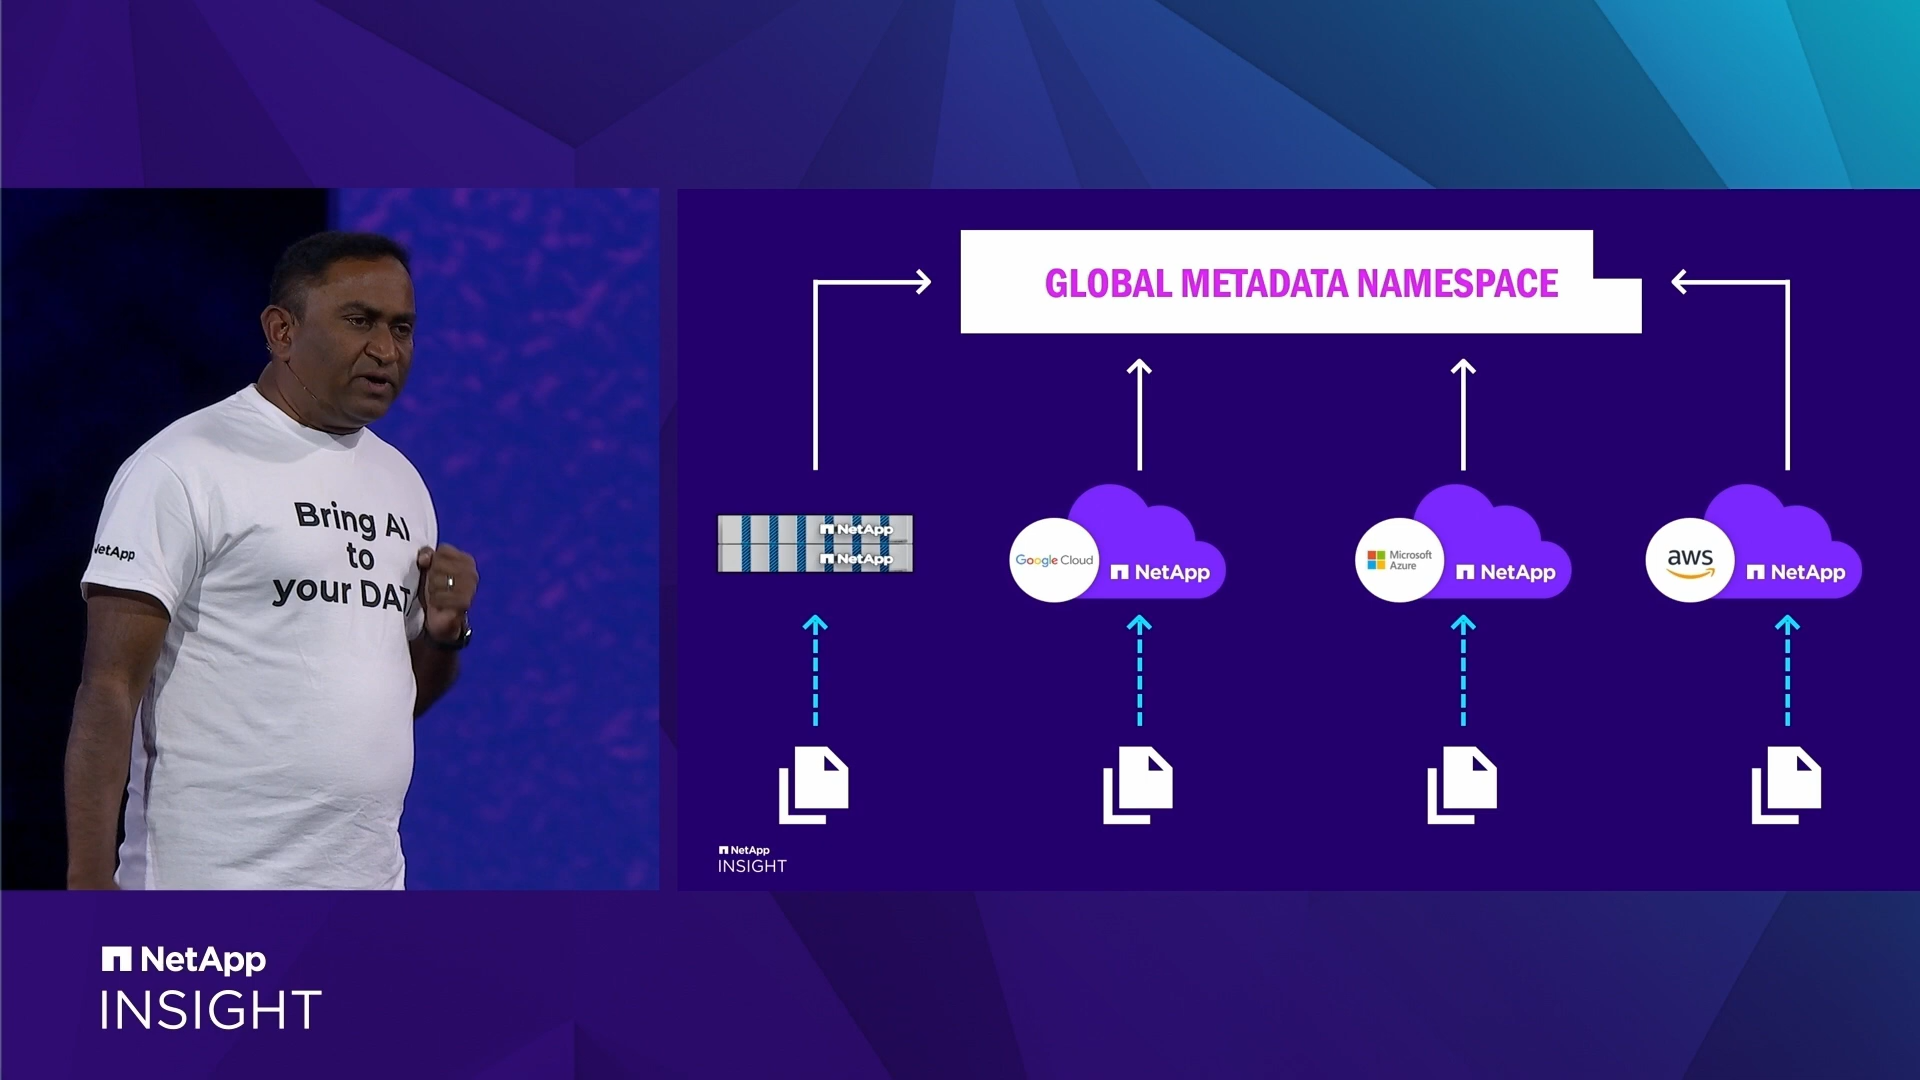 GLOBAL METADATA NAMESPACE
NetApp
NetApp
Google Cloud
NetApp
Microsoft
Azure
NetApp
aws
NetApp
NetApp
INSIGHT
Bring AI
to
your DAT
NetApp
NetApp
INSIGHT